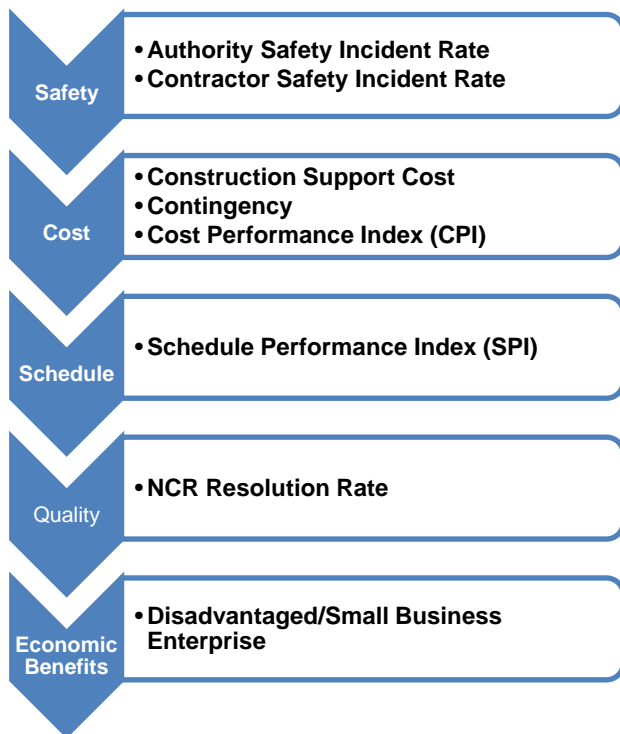 Safety
• Authority Safety Incident Rate
• Contractor Safety Incident Rate
Cost
• Construction Support Cost
• Contingency
• Cost Performance Index (CPI)
Schedule
• Schedule Performance Index (SPI)
Quality
• NCR Resolution Rate
Economic
Benefits
• Disadvantaged/Small Business
Enterprise